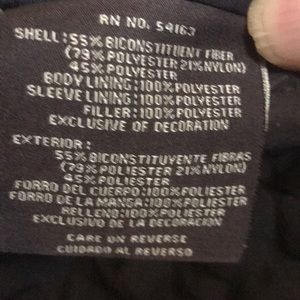 RN NO. 54163
SHELL:55% BICONSTITUENT FIBER
(79% POLYESTER 21% NYLON)
45% POLYESTER
BODY LINING:100% POLYESTER
SLEEVE LINING:100% POLYESTER
FILLER:100% POLYESTER
EXCLUSIVE OF DECORATION
EXTERIOR:
55% BICONSTITUYENTE FIBRAS
(79% POLIESTER 21% NYLON)
45% POLIESTER
FORRO DEL CUERPO:100% POLIESTER
FORRO DE LA MANGA:100% POLIESTER
RELLENO:100% POLIESTER
EXCLUSIVO DE LA DECORACION
CARE ON REVERSE
CUIDADO AL REVERSO